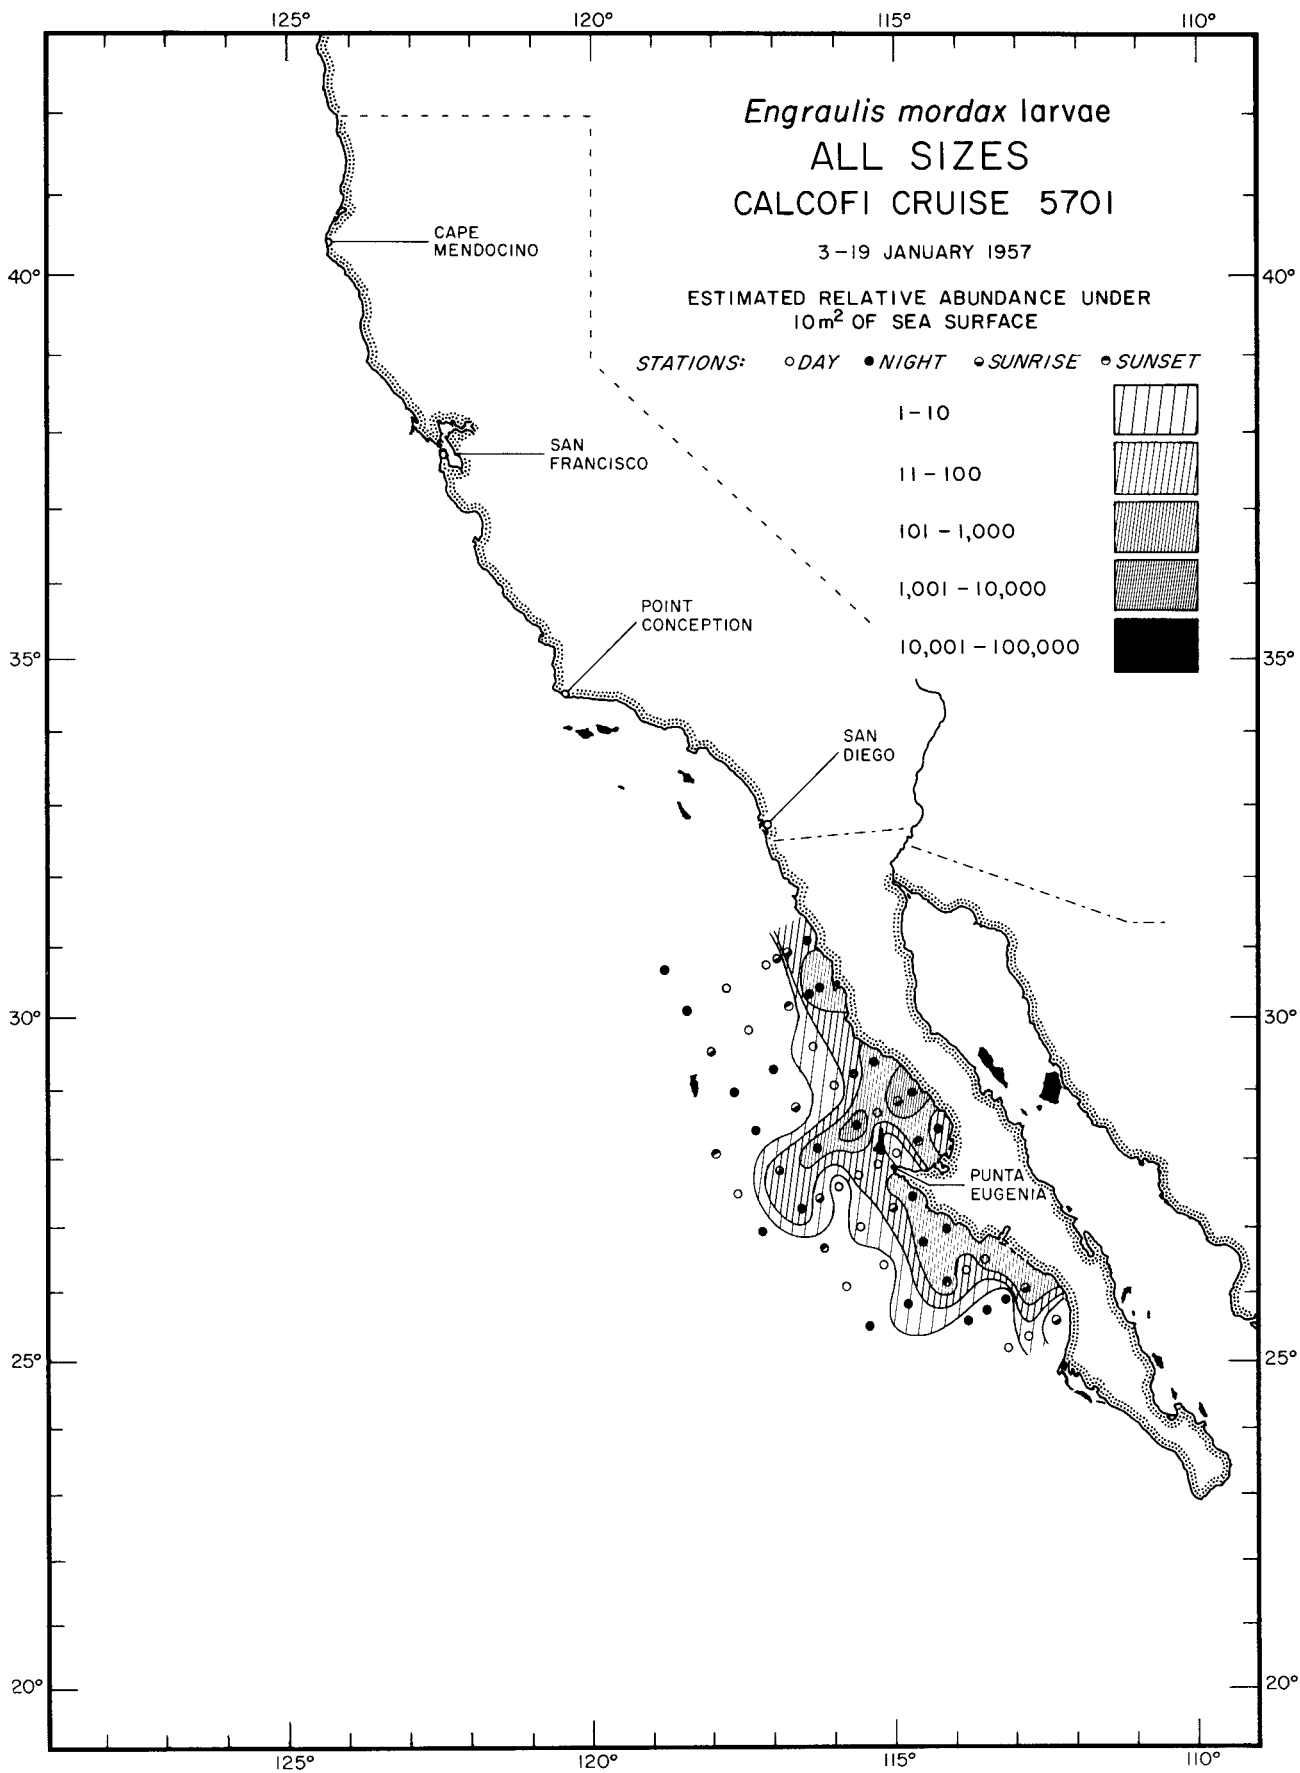 125° 120° 115° 110°
Engraulis mordax larvae
ALL SIZES
CALCOFI CRUISE 5701
3-19 JANUARY 1957
ESTIMATED RELATIVE ABUNDANCE UNDER
10m² OF SEA SURFACE
STATIONS: DAY NIGHT SUNRISE SUNSET
1-10
11-100
101-1,000
1,001-10,000
10,001-100,000
CAPE
MENDOCINO
40° 40°
SAN
FRANCISCO
POINT
CONCEPTION
35° 35°
SAN
DIEGO
30° 30°
PUNTA
EUGENIA
25° 25°
20° 20°
125° 120° 115° 110°